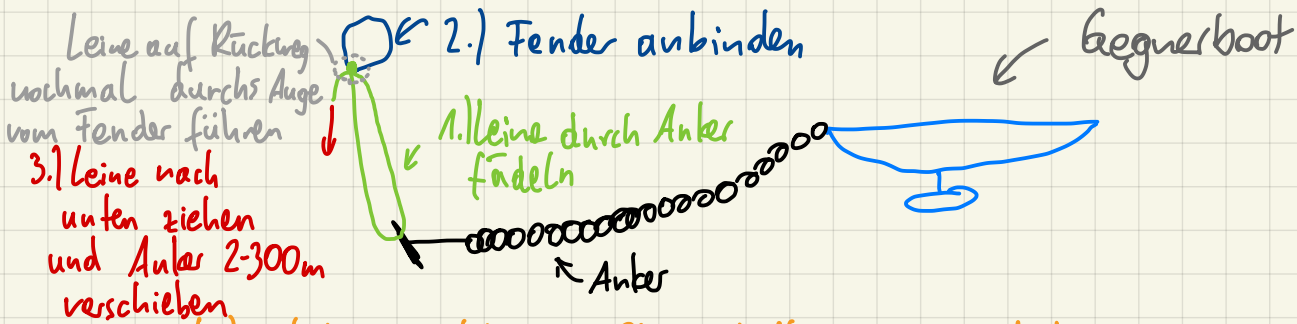 Leine auf Rückweg
nochmal durchs Auge
vom Fender führen
2.) Fender anbinden
Gegnerboot
1.) Leine durch Anker
fädeln
3.) Leine nach
unten ziehen
und Anker 2-300m
verschieben
Anker